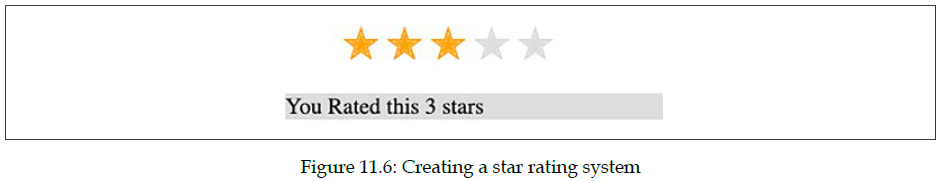 You Rated this 3 stars
Figure 11.6: Creating a star rating system